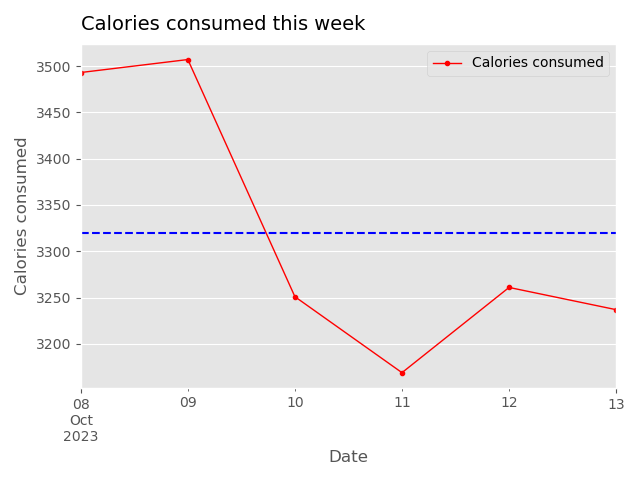 Calories consumed this week
Calories consumed
3500
3450
3400
3350
3300
3250
3200
Calories consumed
08 09 10 11 12 13
Oct
2023
Date